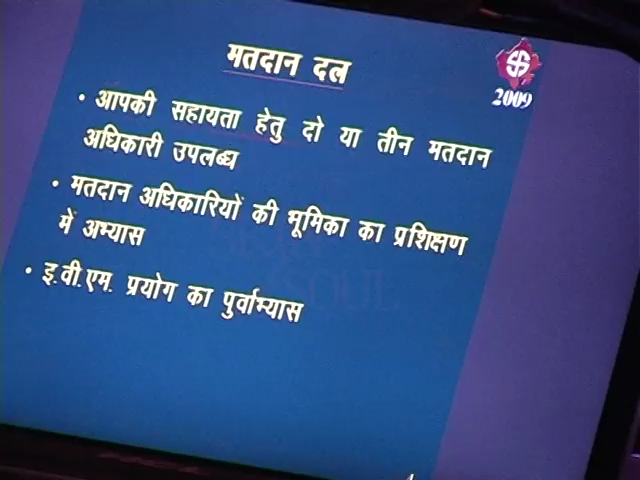 मतदान दल
2009
• आपकी सहायता हेतु दो या तीन मतदान
अधिकारी उपलब्ध
• मतदान अधिकारियों की भूमिका का प्रशिक्षण
में अभ्यास
• इ.वी.एम. प्रयोग का पुर्वाभ्यास